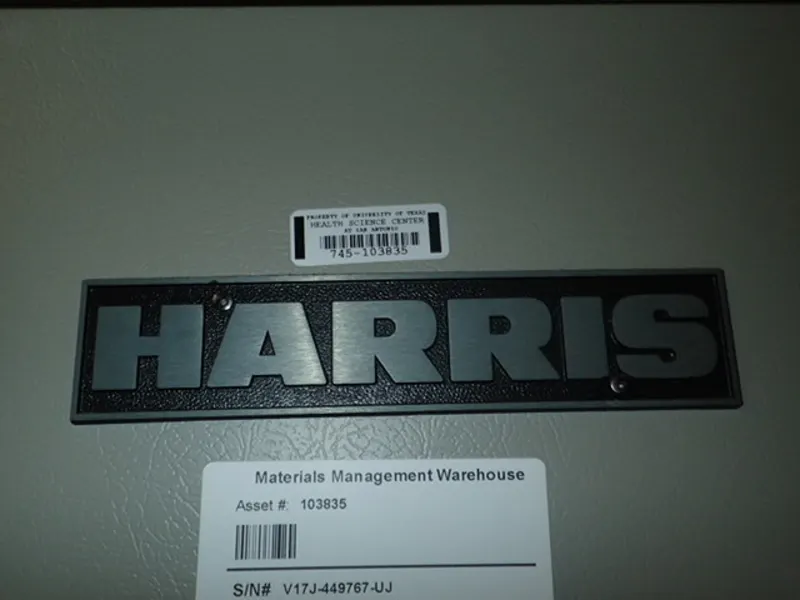 PROPERTY OF UNIVERSITY OF TEXAS
HEALTH SCIENCE CENTER
AT SAN ANTONIO
745-103835
HARRIS
Materials Management Warehouse
Asset #: 103835
S/N# V17J-449767-UJ